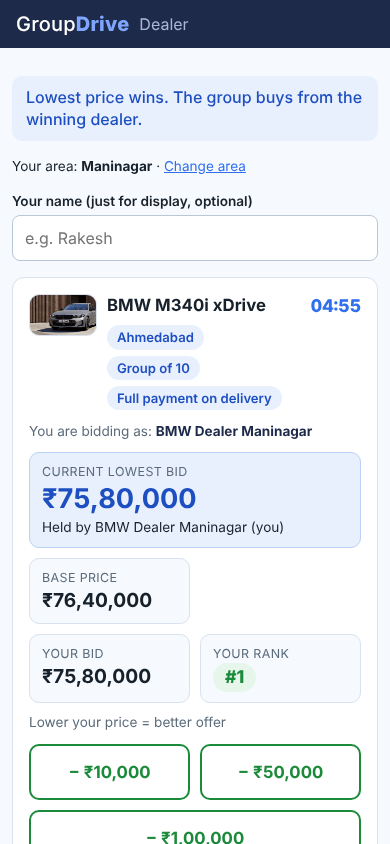 GroupDrive Dealer
Lowest price wins. The group buys from the
winning dealer.
Your area: Maninagar · Change area
Your name (just for display, optional)
e.g. Rakesh
BMW M340i xDrive 04:55
Ahmedabad
Group of 10
Full payment on delivery
You are bidding as: BMW Dealer Maninagar
CURRENT LOWEST BID
₹75,80,000
Held by BMW Dealer Maninagar (you)
BASE PRICE
₹76,40,000
YOUR BID
₹75,80,000
YOUR RANK
#1
Lower your price = better offer
− ₹10,000
− ₹50,000
− ₹1,00,000